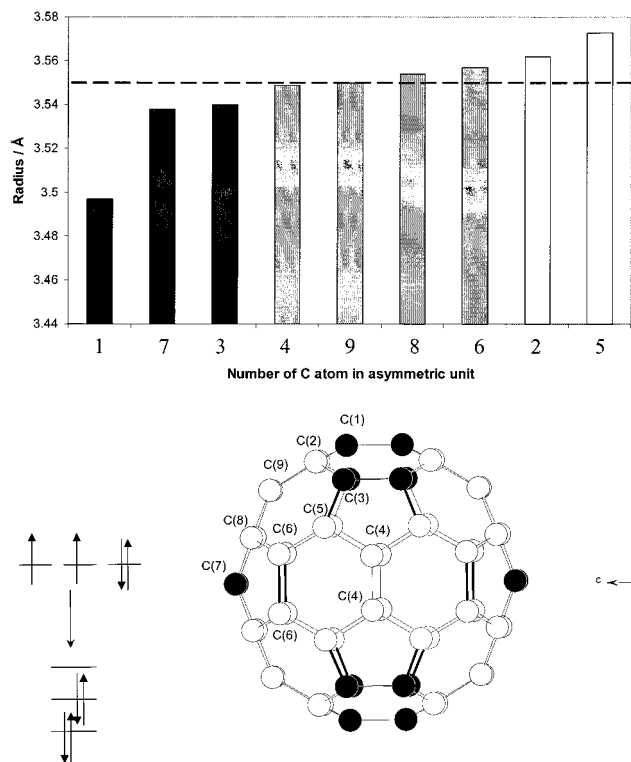 3.58
3.56
3.54
3.52
3.5
3.48
3.46
3.44
Radius / Å
1 7 3 4 9 8 6 2 5
Number of C atom in asymmetric unit
C(1)
C(2)
C(9)
C(3)
C(8)
C(5)
C(6)
C(4)
C(7)
c
C(4)
C(6)